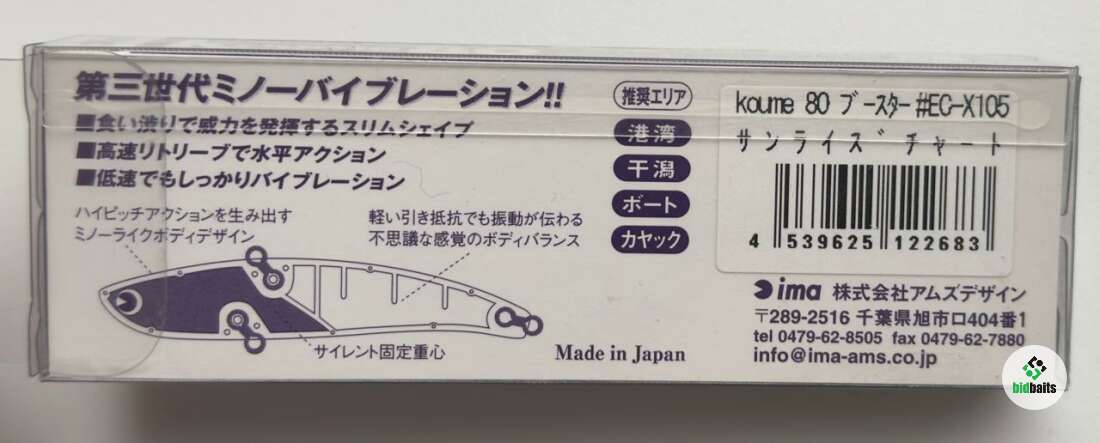 第三世代ミノーバイブレーション!!
■食い渋りで威力を発揮するスリムシェイプ
■高速リトリーブで水平アクション
■低速でもしっかりバイブレーション
ハイピッチアクションを生み出す
ミノーライクボディデザイン
軽い引き抵抗でも振動が伝わる
不思議な感覚のボディバランス
サイレント固定重心
Made in Japan
推奨エリア
港湾
干潟
ボート
カヤック
koume 80 ブースター #EC-X105
サンライズ チャート
4 539625 122683
ima 株式会社アムズデザイン
〒289-2516 千葉県旭市ロ404番1
tel 0479-62-8505 fax 0479-62-7880
info@ima-ams.co.jp
bidbaits